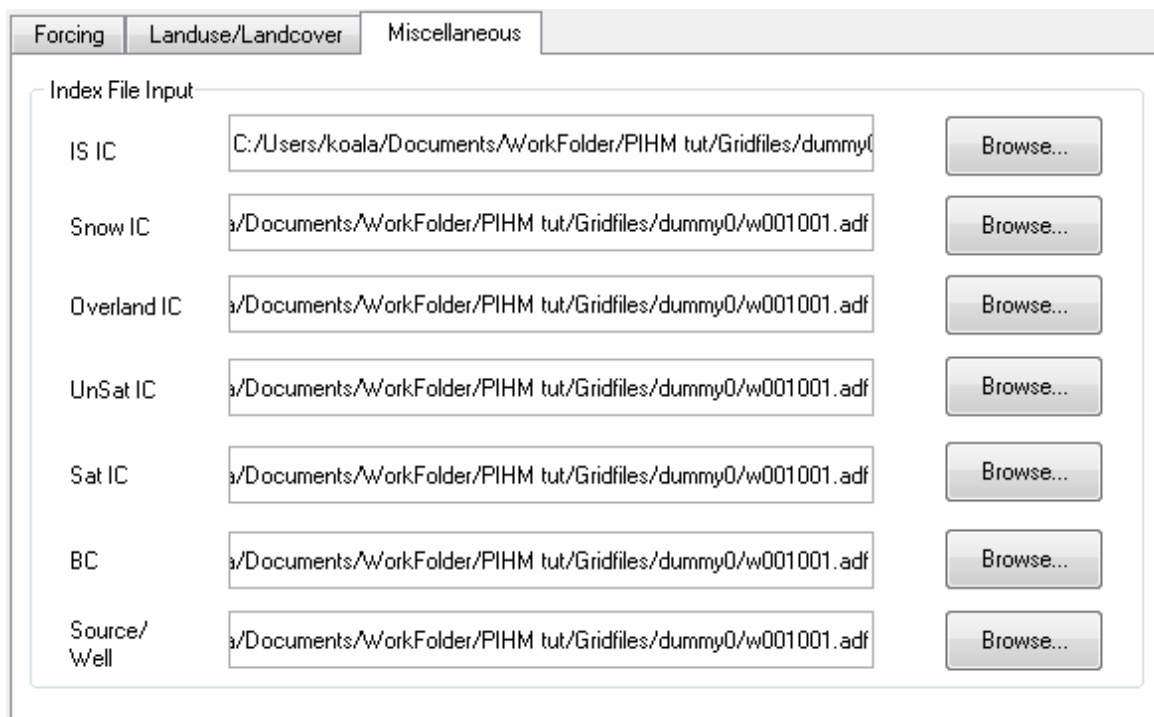 Forcing Landuse/Landcover Miscellaneous
Index File Input
IS IC C:/Users/koala/Documents/WorkFolder/PIHM tut/Gridfiles/dummy0 Browse...
Snow IC a/Documents/WorkFolder/PIHM tut/Gridfiles/dummy0/w001001.adf Browse...
Overland IC a/Documents/WorkFolder/PIHM tut/Gridfiles/dummy0/w001001.adf Browse...
UnSat IC a/Documents/WorkFolder/PIHM tut/Gridfiles/dummy0/w001001.adf Browse...
Sat IC a/Documents/WorkFolder/PIHM tut/Gridfiles/dummy0/w001001.adf Browse...
BC a/Documents/WorkFolder/PIHM tut/Gridfiles/dummy0/w001001.adf Browse...
Source/
Well a/Documents/WorkFolder/PIHM tut/Gridfiles/dummy0/w001001.adf Browse...